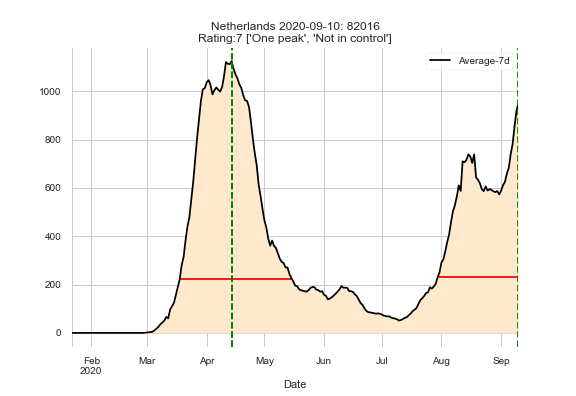 Netherlands 2020-09-10: 82016
Rating:7 ['One peak', 'Not in control']
Average-7d
1000
800
600
400
200
0
Feb Mar Apr May Jun Jul Aug Sep
2020
Date